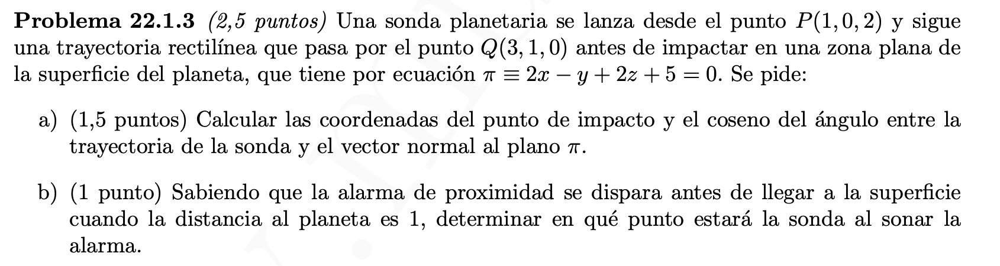 Problema 22.1.3 (2,5 puntos) Una sonda planetaria se lanza desde el punto P(1, 0, 2) y sigue
una trayectoria rectilínea que pasa por el punto Q(3, 1, 0) antes de impactar en una zona plana de
la superficie del planeta, que tiene por ecuación π ≡ 2x − y + 2z + 5 = 0. Se pide:
a) (1,5 puntos) Calcular las coordenadas del punto de impacto y el coseno del ángulo entre la
trayectoria de la sonda y el vector normal al plano π.
b) (1 punto) Sabiendo que la alarma de proximidad se dispara antes de llegar a la superficie
cuando la distancia al planeta es 1, determinar en qué punto estará la sonda al sonar la
alarma.